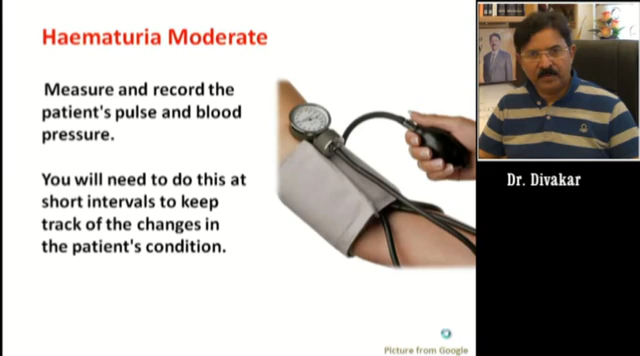 Haematuria Moderate
Measure and record the
patient's pulse and blood
pressure.
You will need to do this at
short intervals to keep
track of the changes in
the patient's condition.
Dr. Divakar
Picture from Google